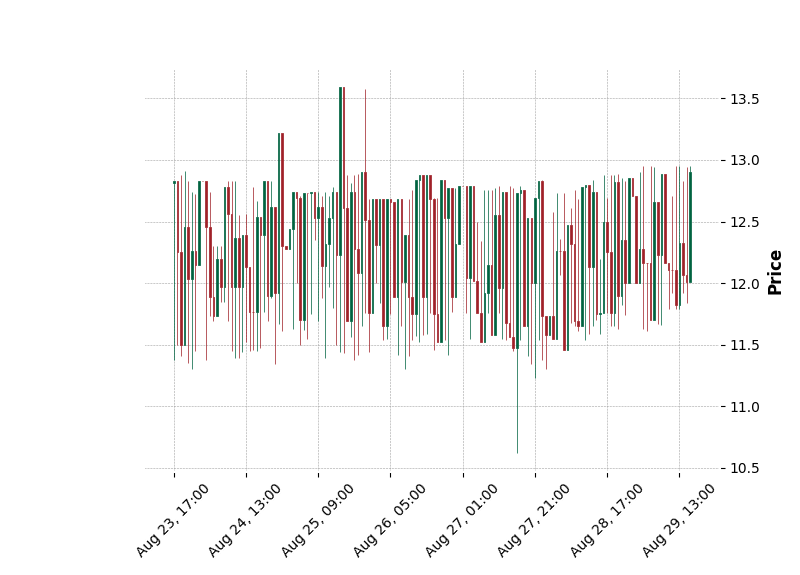 13.5
13.0
12.5
12.0
11.5
11.0
10.5
Price
Aug 23, 17:00
Aug 24, 13:00
Aug 25, 09:00
Aug 26, 05:00
Aug 27, 01:00
Aug 27, 21:00
Aug 28, 17:00
Aug 29, 13:00